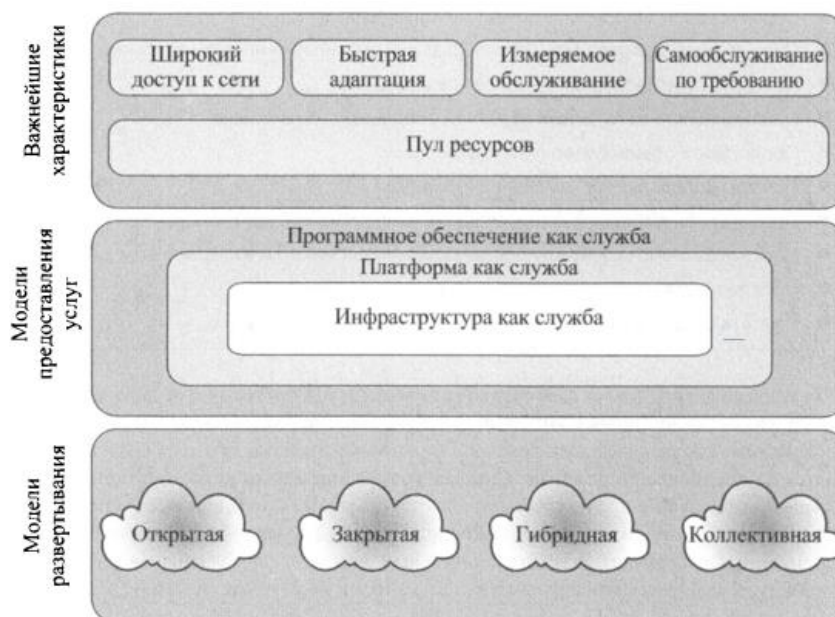 Важнейшие
характеристики
Широкий
доступ к сети
Быстрая
адаптация
Измеряемое
обслуживание
Самообслуживание
по требованию
Пул ресурсов
Модели
предоставления
услуг
Программное обеспечение как служба
Платформа как служба
Инфраструктура как служба
Модели
развертывания
Открытая
Закрытая
Гибридная
Коллективная